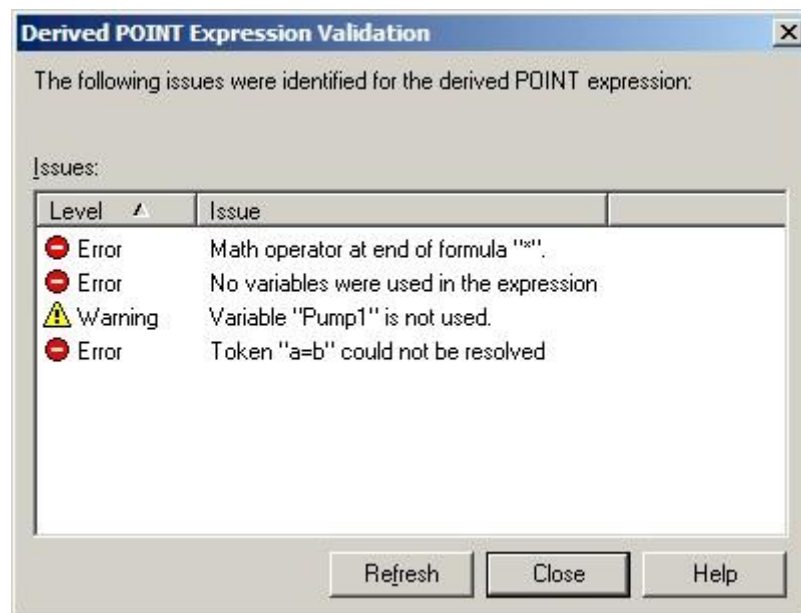 Derived POINT Expression Validation
The following issues were identified for the derived POINT expression:
Issues:
Level Issue
Error Math operator at end of formula "*".
Error No variables were used in the expression
Warning Variable "Pump1" is not used.
Error Token "a=b" could not be resolved
Refresh Close Help